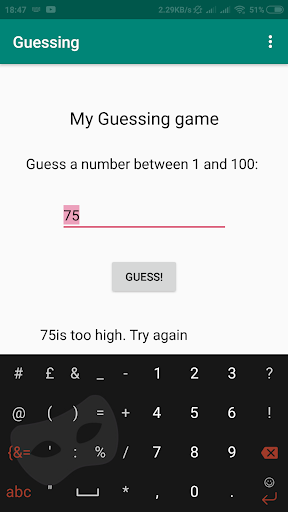 18:47 2.29KB/s 51%
Guessing
My Guessing game
Guess a number between 1 and 100:
75
GUESS!
75is too high. Try again
# £ & _ - 1 2 3 ?
@ ( ) = + 4 5 6 !
{&= ' : % / 7 8 9
abc " * , 0 .